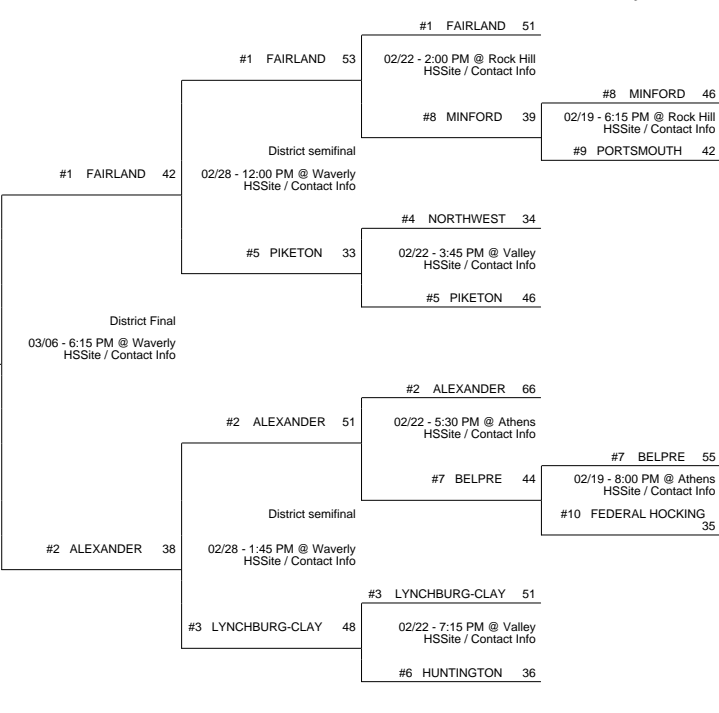 #1 FAIRLAND 51
#1 FAIRLAND 53
02/22 - 2:00 PM @ Rock Hill
HSSite / Contact Info
#8 MINFORD 46
#8 MINFORD 39
02/19 - 6:15 PM @ Rock Hill
HSSite / Contact Info
District semifinal
#9 PORTSMOUTH 42
#1 FAIRLAND 42
02/28 - 12:00 PM @ Waverly
HSSite / Contact Info
#4 NORTHWEST 34
#5 PIKETON 33
02/22 - 3:45 PM @ Valley
HSSite / Contact Info
#5 PIKETON 46
District Final
03/06 - 6:15 PM @ Waverly
HSSite / Contact Info
#2 ALEXANDER 66
#2 ALEXANDER 51
02/22 - 5:30 PM @ Athens
HSSite / Contact Info
#7 BELPRE 55
#7 BELPRE 44
02/19 - 8:00 PM @ Athens
HSSite / Contact Info
District semifinal
#10 FEDERAL HOCKING
35
#2 ALEXANDER 38
02/28 - 1:45 PM @ Waverly
HSSite / Contact Info
#3 LYNCHBURG-CLAY 51
#3 LYNCHBURG-CLAY 48
02/22 - 7:15 PM @ Valley
HSSite / Contact Info
#6 HUNTINGTON 36